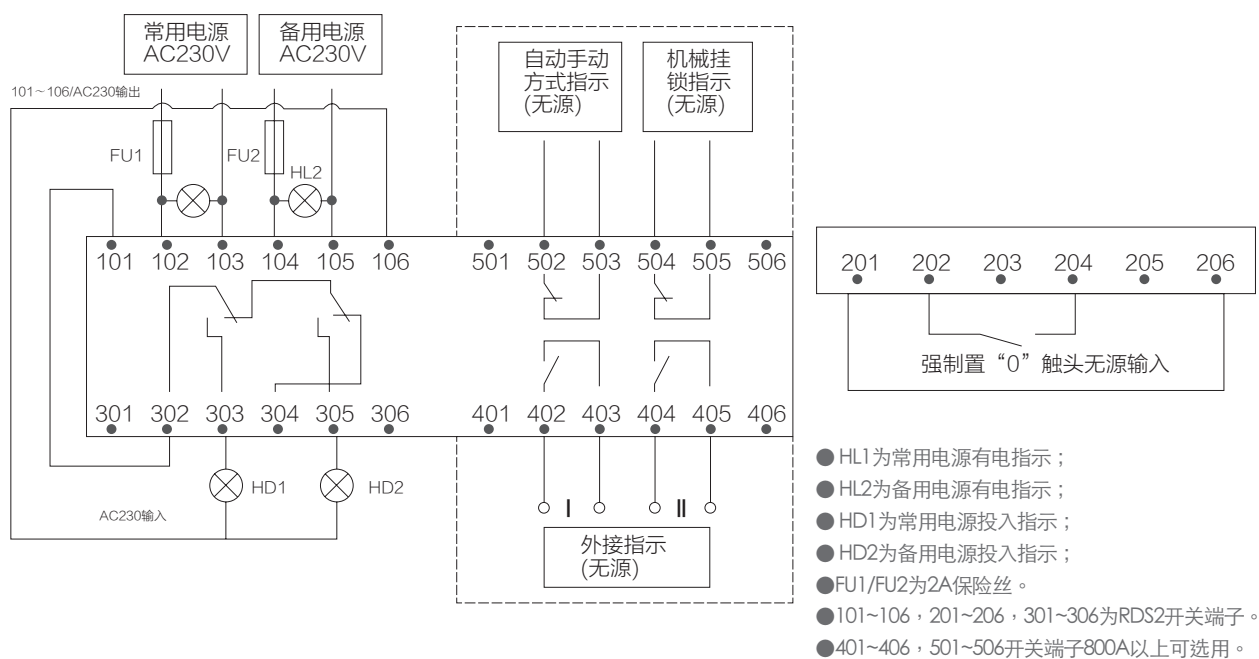 常用电源
AC230V
备用电源
AC230V
101~106/AC230输出
FU1
FU2
HL2
自动手动
方式指示
(无源)
机械挂
锁指示
(无源)
101 102 103 104 105 106
501 502 503 504 505 506
301 302 303 304 305 306
401 402 403 404 405 406
HD1
HD2
AC230输入
I
II
外接指示
(无源)
201 202 203 204 205 206
强制置“0”触头无源输入
●HL1为常用电源有电指示；
●HL2为备用电源有电指示；
●HD1为常用电源投入指示；
●HD2为备用电源投入指示；
●FU1/FU2为2A保险丝。
●101~106，201~206，301~306为RDS2开关端子。
●401~406，501~506开关端子800A以上可选用。